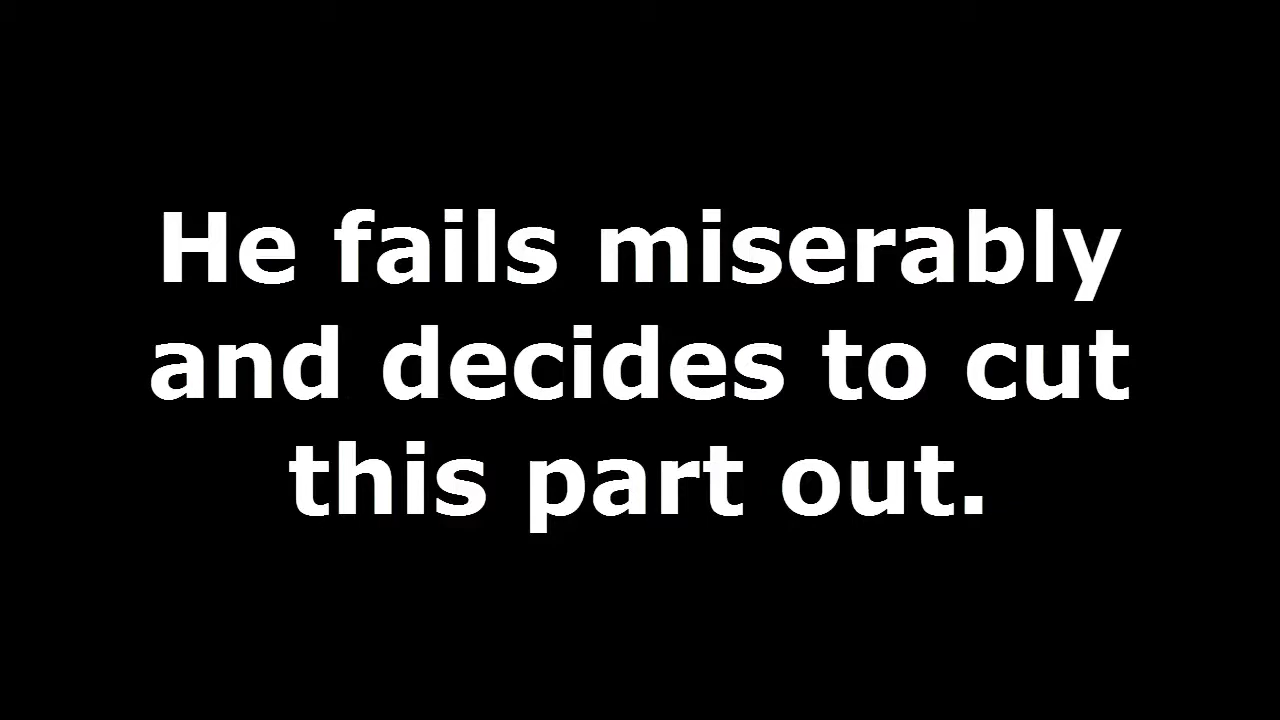 He fails miserably
and decides to cut
this part out.